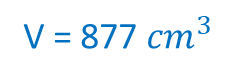 V = 877 cm³